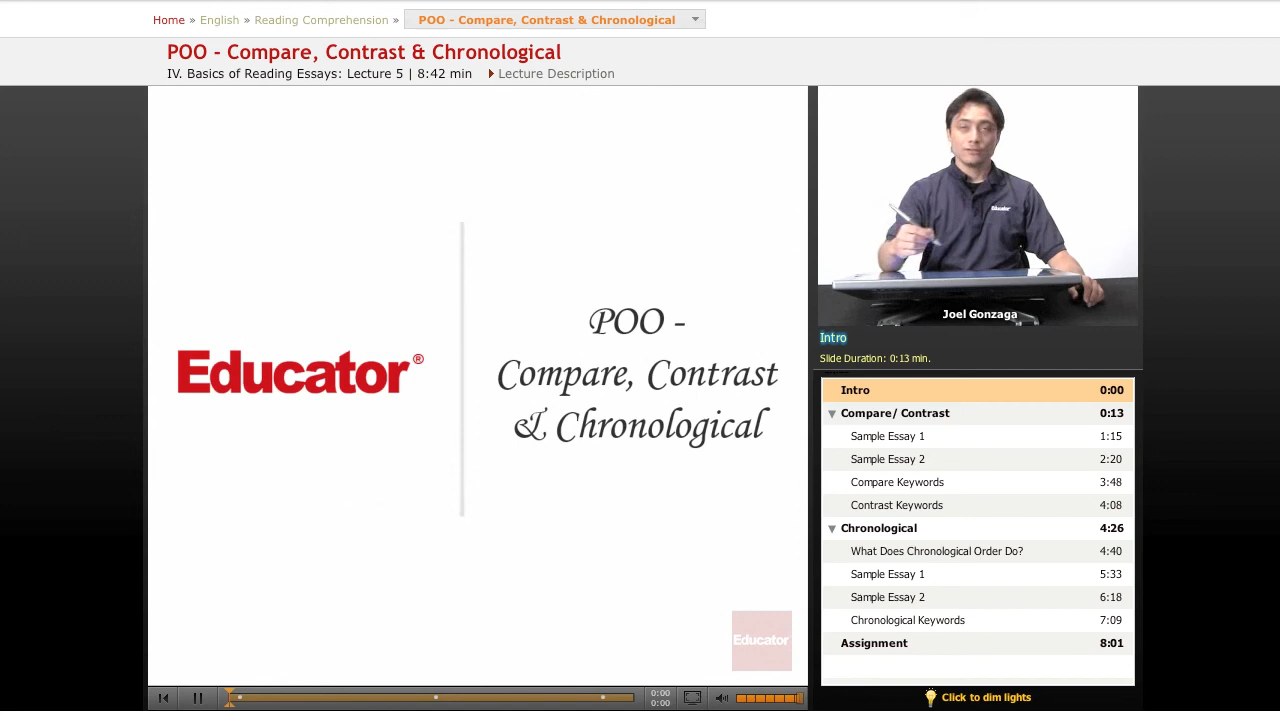 Home » English » Reading Comprehension » POO - Compare, Contrast & Chronological
POO - Compare, Contrast & Chronological
IV. Basics of Reading Essays: Lecture 5 | 8:42 min Lecture Description
Educator®
POO -
Compare, Contrast
& Chronological
Educator
Educator
Joel Gonzaga
Intro
Slide Duration: 0:13 min.
Intro 0:00
Compare/ Contrast 0:13
Sample Essay 1 1:15
Sample Essay 2 2:20
Compare Keywords 3:48
Contrast Keywords 4:08
Chronological 4:26
What Does Chronological Order Do? 4:40
Sample Essay 1 5:33
Sample Essay 2 6:18
Chronological Keywords 7:09
Assignment 8:01
0:00
0:00
Click to dim lights